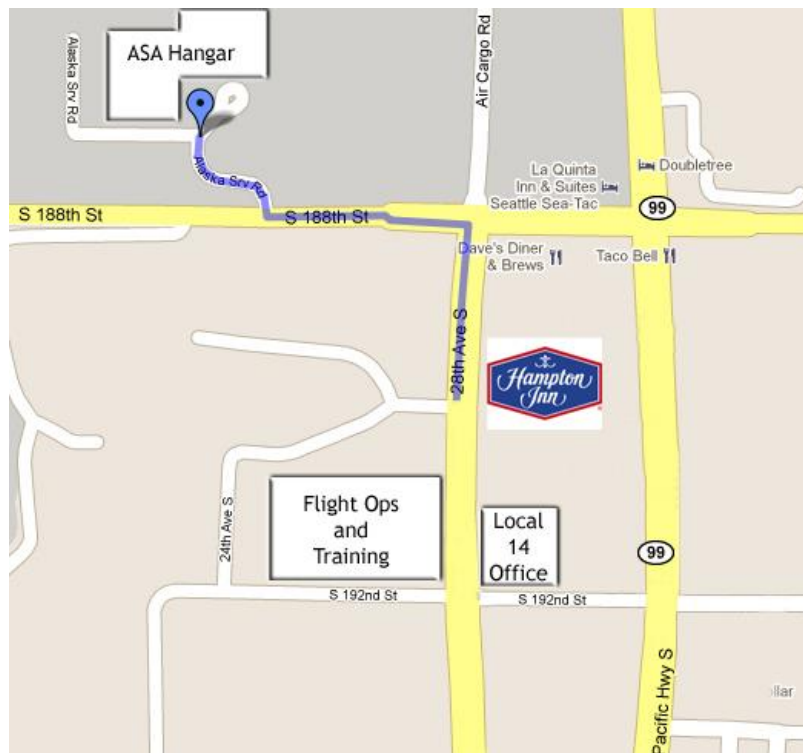 ASA Hangar
Alaska Srv Rd
Air Cargo Rd
Alaska Srv Rd
La Quinta
Inn & Suites
Seattle Sea-Tac
Doubletree
99
S 188th St
S 188th St
Dave's Diner
& Brews
Taco Bell
28th Ave S
Hampton
Inn
24th Ave S
Flight Ops
and
Training
Local
14
Office
99
S 192nd St
S 192nd St
Pacific Hwy S
llar